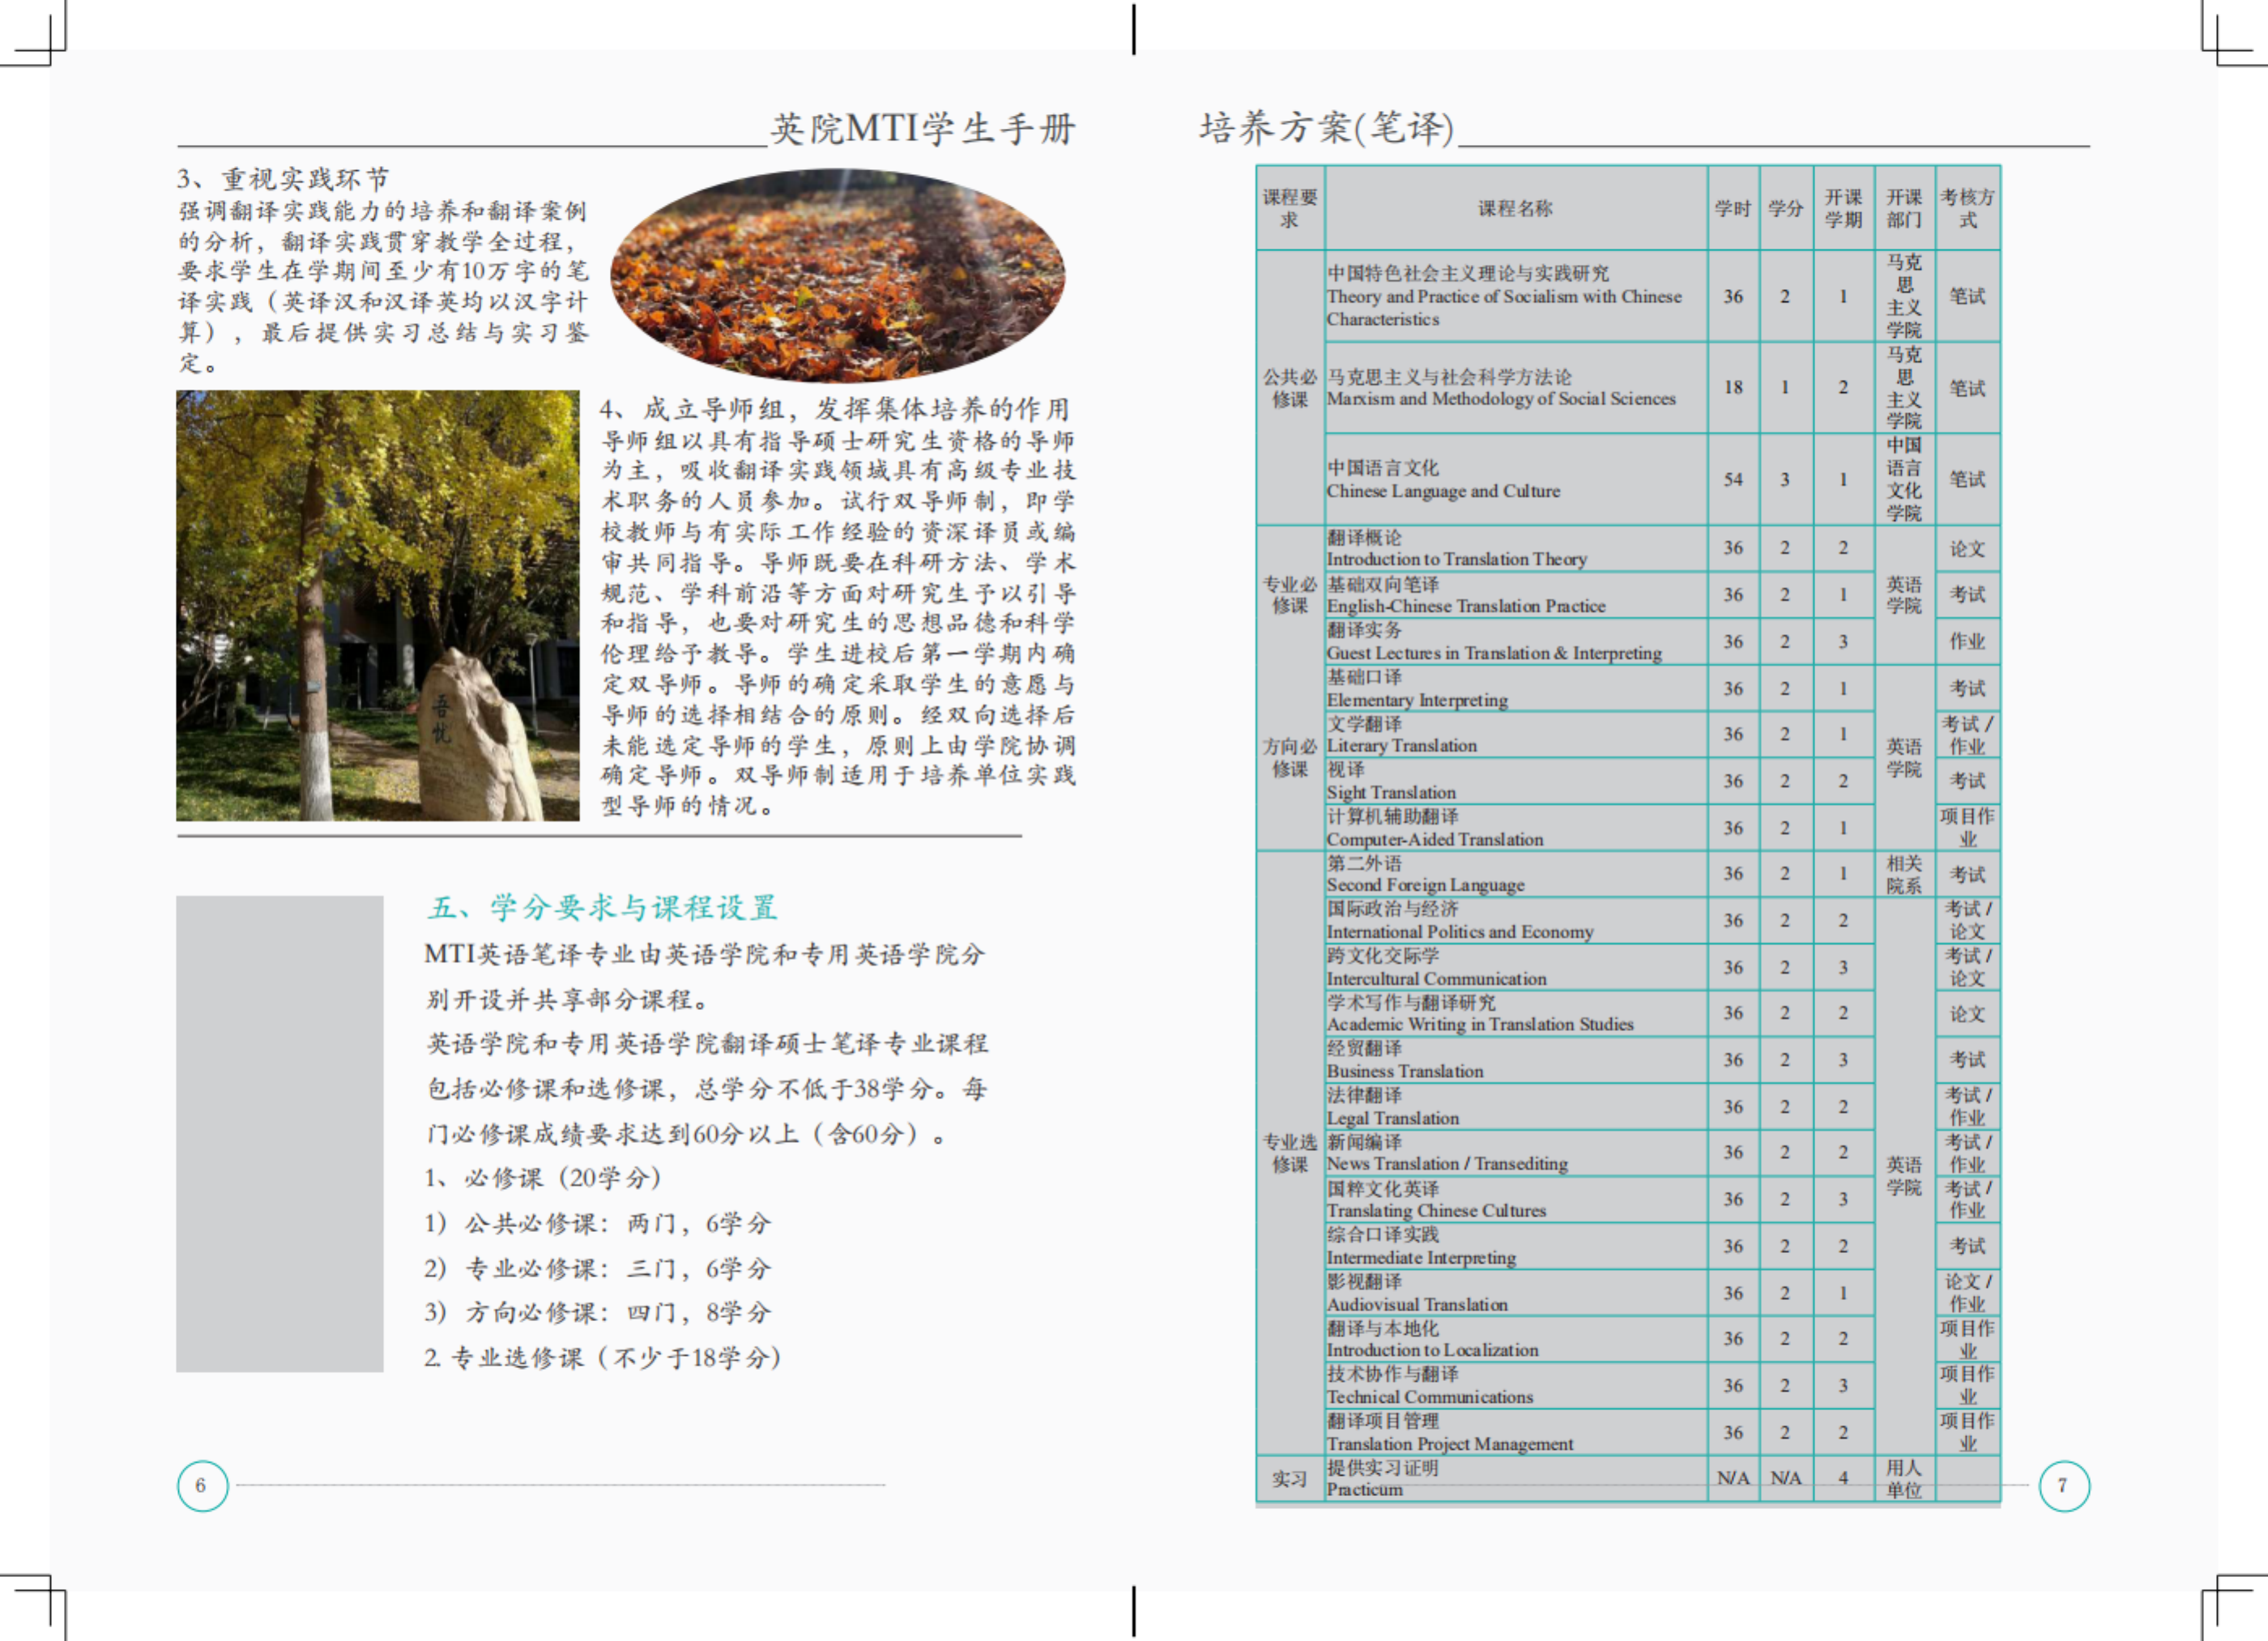 英院MTI学生手册
3、重视实践环节
强调翻译实践能力的培养和翻译案例
的分析，翻译实践贯穿教学全过程，
要求学生在学期间至少有10万字的笔
译实践（英译汉和汉译英均以汉字计
算），最后提供实习总结与实习鉴
定。
吾
忱
4、成立导师组，发挥集体培养的作用
导师组以具有指导硕士研究生资格的导师
为主，吸收翻译实践领域具有高级专业技
术职务的人员参加。试行双导师制，即学
校教师与有实际工作经验的资深译员或编
审共同指导。导师既要在科研方法、学术
规范、学科前沿等方面对研究生予以引导
和指导，也要对研究生的思想品德和科学
伦理给予教导。学生进校后第一学期内确
定双导师。导师的确定采取学生的意愿与
导师的选择相结合的原则。经双向选择后
未能选定导师的学生，原则上由学院协调
确定导师。双导师制适用于培养单位实践
型导师的情况。
五、学分要求与课程设置
MTI英语笔译专业由英语学院和专用英语学院分
别开设并共享部分课程。
英语学院和专用英语学院翻译硕士笔译专业课程
包括必修课和选修课，总学分不低于38学分。每
门必修课成绩要求达到60分以上（含60分）。
1、必修课（20学分）
1）公共必修课：两门，6学分
2）专业必修课：三门，6学分
3）方向必修课：四门，8学分
2. 专业选修课（不少于18学分）
6
培养方案(笔译)
课程要求 课程名称 学时 学分 开课学期 开课部门 考核方式
公共必修课
中国特色社会主义理论与实践研究
Theory and Practice of Socialism with Chinese
Characteristics
36 2 1 马克思主义学院 笔试
马克思主义与社会科学方法论
Marxism and Methodology of Social Sciences
18 1 2 马克思主义学院 笔试
中国语言文化
Chinese Language and Culture
54 3 1 中国语言文化学院 笔试
专业必修课
翻译概论
Introduction to Translation Theory
36 2 2 英语学院 论文
基础双向笔译
English-Chinese Translation Practice
36 2 1 考试
翻译实务
Guest Lectures in Translation & Interpreting
36 2 3 作业
方向必修课
基础口译
Elementary Interpreting
36 2 1 英语学院 考试
文学翻译
Literary Translation
36 2 1 考试 / 作业
视译
Sight Translation
36 2 2 考试
计算机辅助翻译
Computer-Aided Translation
36 2 1 项目作业
专业选修课
第二外语
Second Foreign Language
36 2 1 相关院系 考试
国际政治与经济
International Politics and Economy
36 2 2 英语学院 考试 / 论文
跨文化交际学
Intercultural Communication
36 2 3 考试 / 论文
学术写作与翻译研究
Academic Writing in Translation Studies
36 2 2 论文
经贸翻译
Business Translation
36 2 3 考试
法律翻译
Legal Translation
36 2 2 考试 / 作业
新闻编译
News Translation / Transediting
36 2 2 考试 / 作业
国粹文化英译
Translating Chinese Cultures
36 2 3 考试 / 作业
综合口译实践
Intermediate Interpreting
36 2 2 考试
影视翻译
Audiovisual Translation
36 2 1 论文 / 作业
翻译与本地化
Introduction to Localization
36 2 2 项目作业
技术协作与翻译
Technical Communications
36 2 3 项目作业
翻译项目管理
Translation Project Management
36 2 2 项目作业
实习
提供实习证明
Practicum
N/A N/A 4 用人单位
7